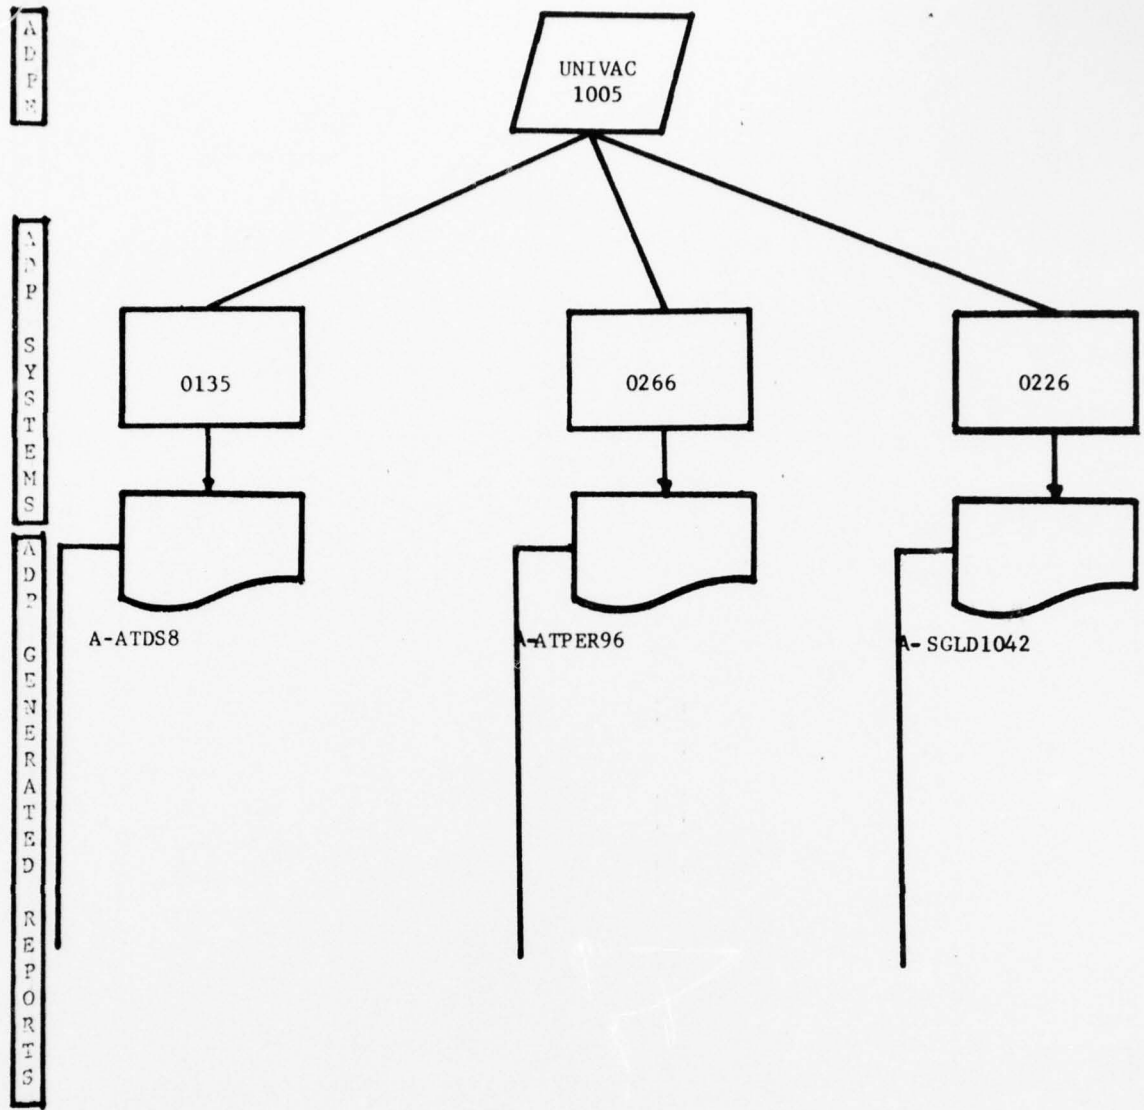 ADPE
UNIVAC
1005
ADP SYSTEMS
0135
0266
0226
ADP GENERATED REPORTS
A-ATDS8
A-ATPER96
A-SGLD1042